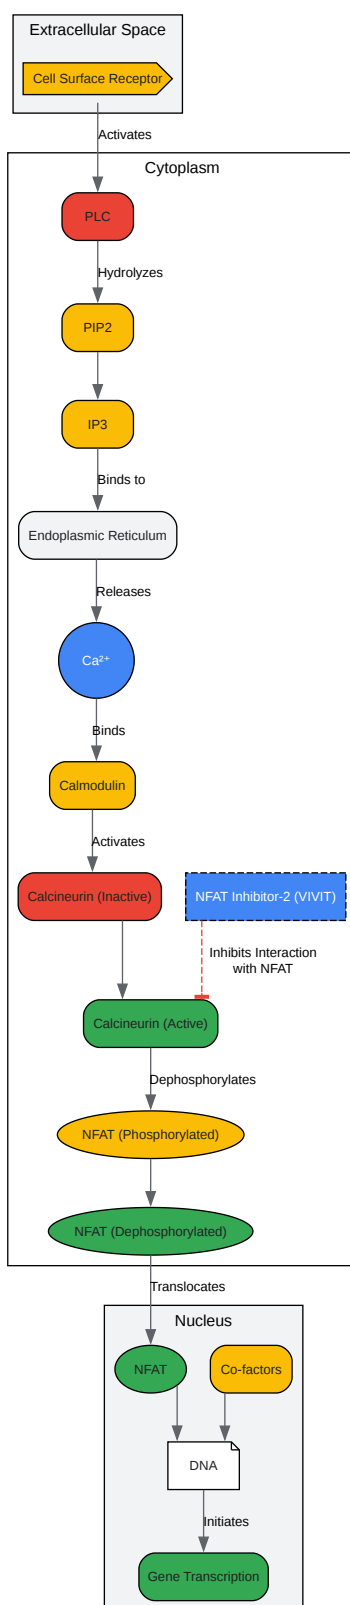 Extracellular Space
Cell Surface Receptor
Activates
Cytoplasm
PLC
Hydrolyzes
PIP2
IP3
Binds to
Endoplasmic Reticulum
Releases
Ca²⁺
Binds
Calmodulin
Activates
Calcineurin (Inactive)
NFAT Inhibitor-2 (VIVIT)
Inhibits Interaction
with NFAT
Calcineurin (Active)
Dephosphorylates
NFAT (Phosphorylated)
NFAT (Dephosphorylated)
Translocates
Nucleus
NFAT
Co-factors
DNA
Initiates
Gene Transcription